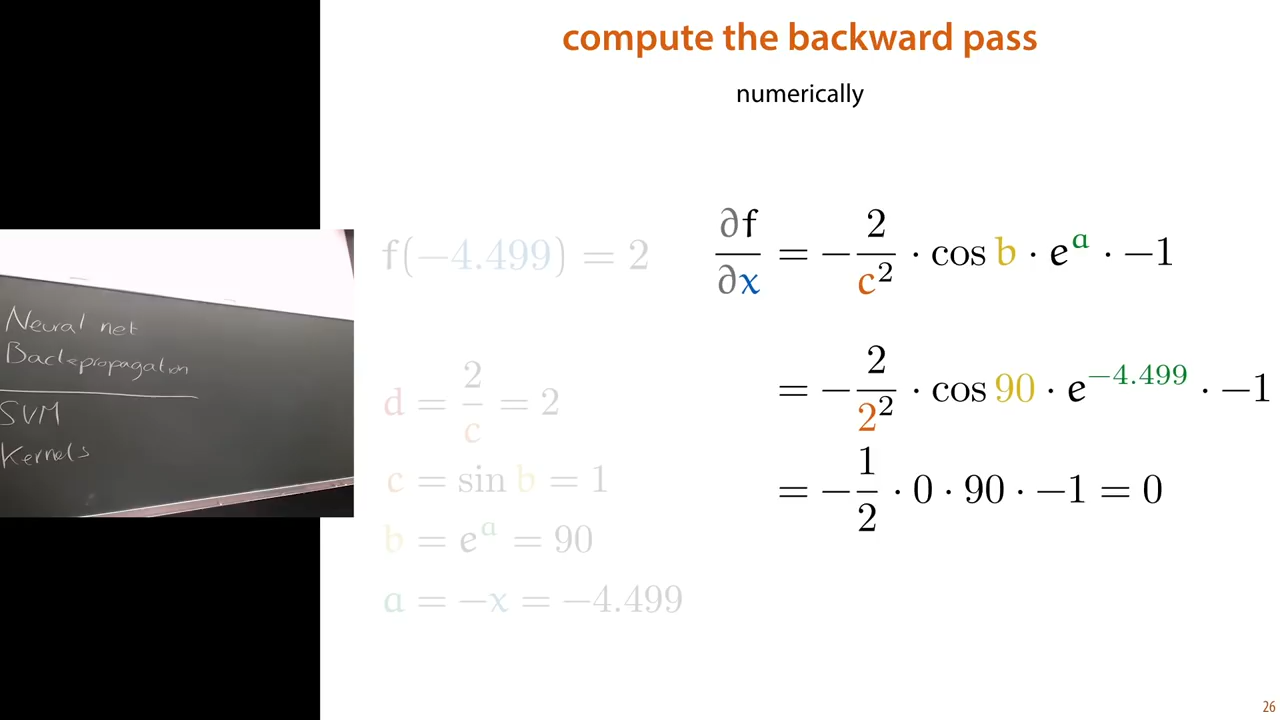 compute the backward pass
numerically
f(−4.499) = 2
d = 2/c = 2
c = sin b = 1
b = eᵃ = 90
a = −x = −4.499
∂f/∂x = −2/c² · cos b · eᵃ · −1
= −2/2² · cos 90 · e^−4.499 · −1
= −1/2 · 0 · 90 · −1 = 0
Neural net
Backpropagation
SVM
Kernels
26